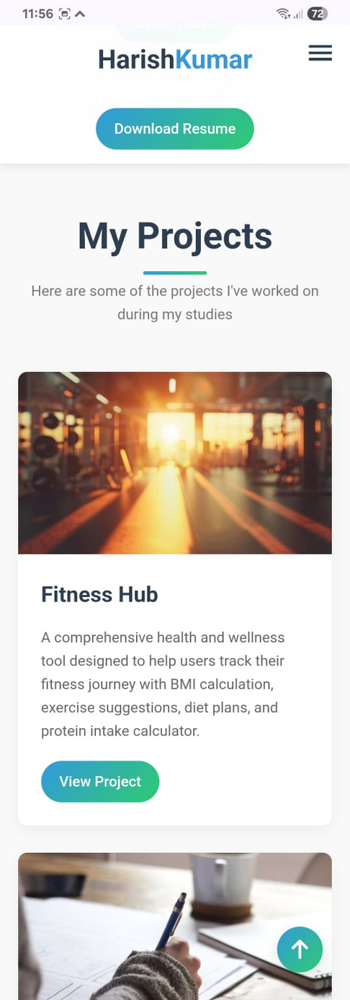 11:56
72
HarishKumar
Download Resume
My Projects
Here are some of the projects I've worked on
during my studies
Fitness Hub
A comprehensive health and wellness
tool designed to help users track their
fitness journey with BMI calculation,
exercise suggestions, diet plans, and
protein intake calculator.
View Project